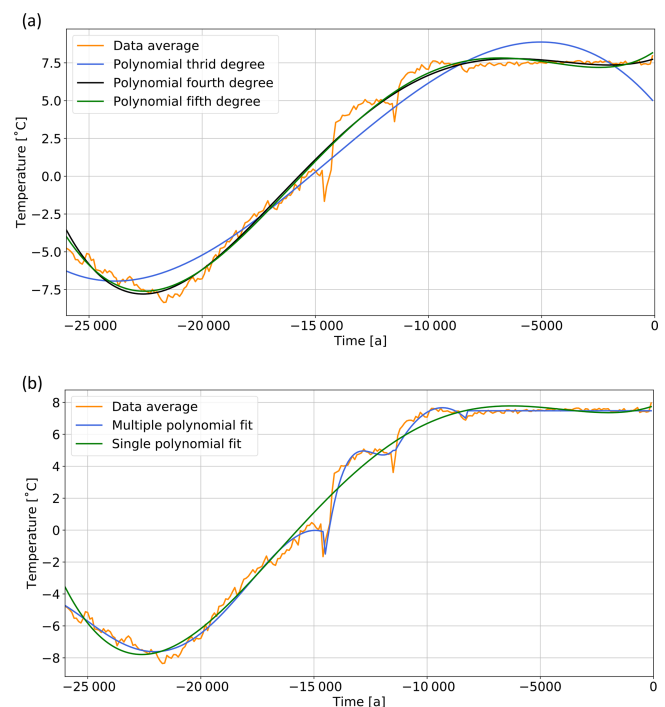 (a)
Data average
Polynomial thrid degree
Polynomial fourth degree
Polynomial fifth degree
7.5
5.0
2.5
0.0
−2.5
−5.0
−7.5
Temperature [˚C]
−25 000 −20 000 −15 000 −10 000 −5000 0
Time [a]
(b)
Data average
Multiple polynomial fit
Single polynomial fit
8
6
4
2
0
−2
−4
−6
−8
Temperature [˚C]
−25 000 −20 000 −15 000 −10 000 −5000 0
Time [a]